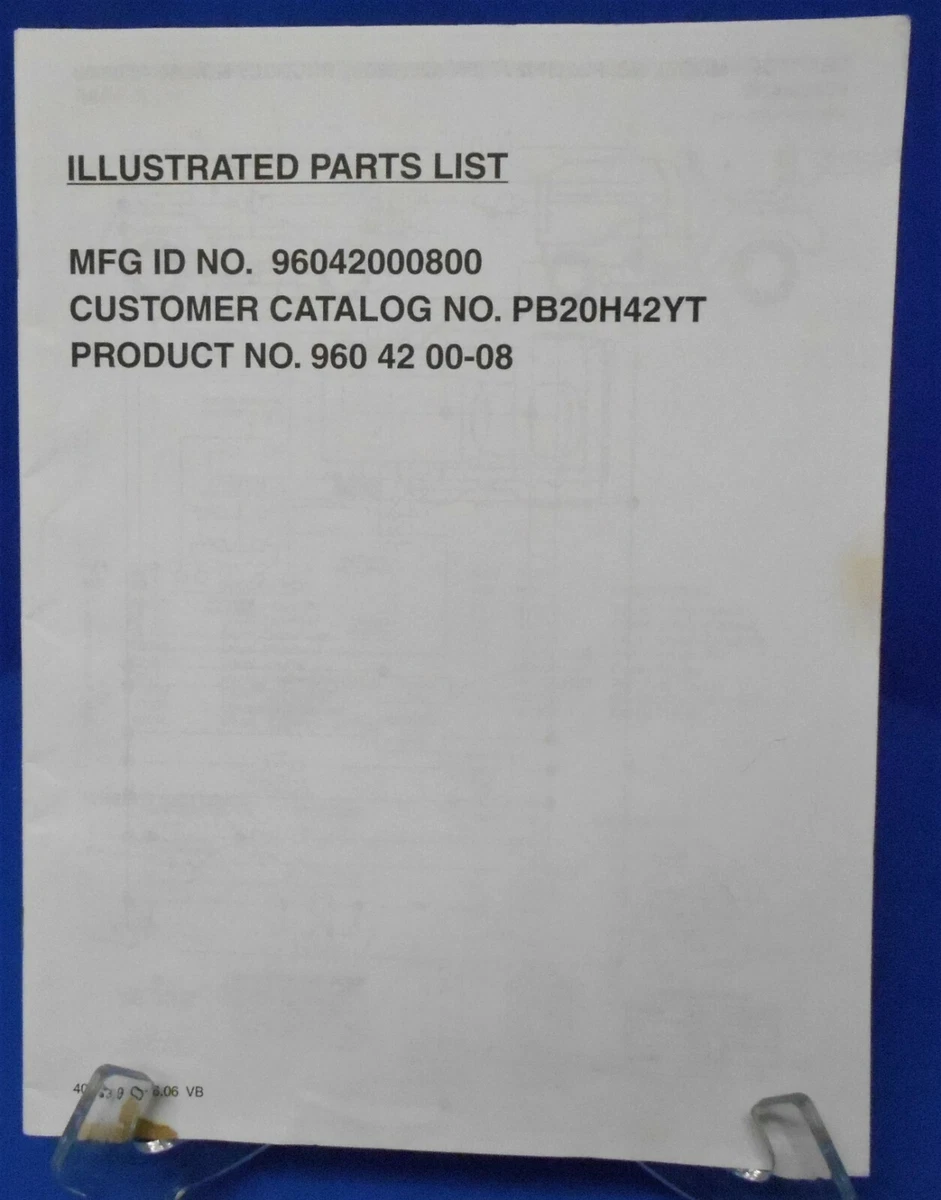 ILLUSTRATED PARTS LIST
MFG ID NO. 96042000800
CUSTOMER CATALOG NO. PB20H42YT
PRODUCT NO. 960 42 00-08
VB